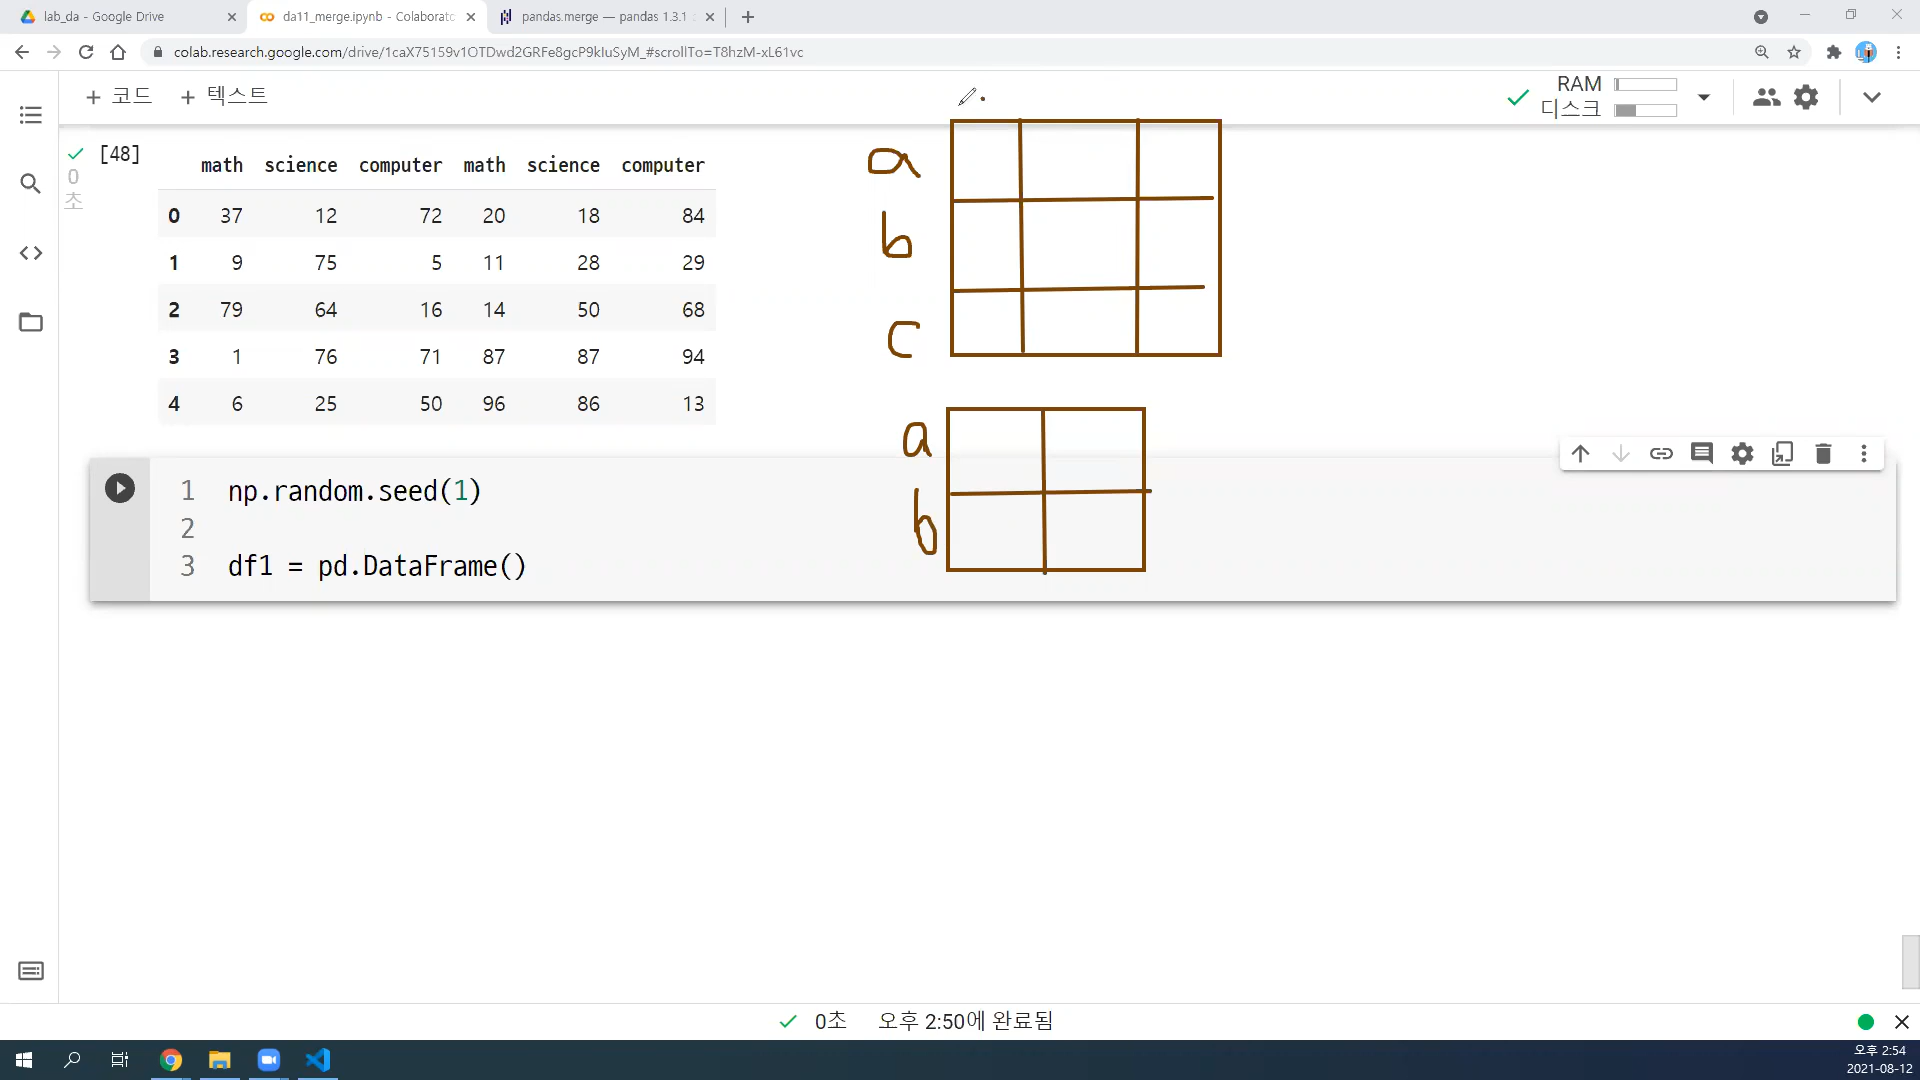 lab_da - Google Drive
da11_merge.ipynb - Colaborato
pandas.merge — pandas 1.3.1
colab.research.google.com/drive/1caX75159v1OTDwd2GRFe8gcP9kIuSyM_#scrollTo=T8hzM-xL61vc
+ 코드 + 텍스트
RAM
디스크
[48]
0
초
math science computer math science computer
0 37 12 72 20 18 84
1 9 75 5 11 28 29
2 79 64 16 14 50 68
3 1 76 71 87 87 94
4 6 25 50 96 86 13
a
b
c
a
b
1 np.random.seed(1)
2
3 df1 = pd.DataFrame()
0초 오후 2:50에 완료됨
오후 2:54
2021-08-12